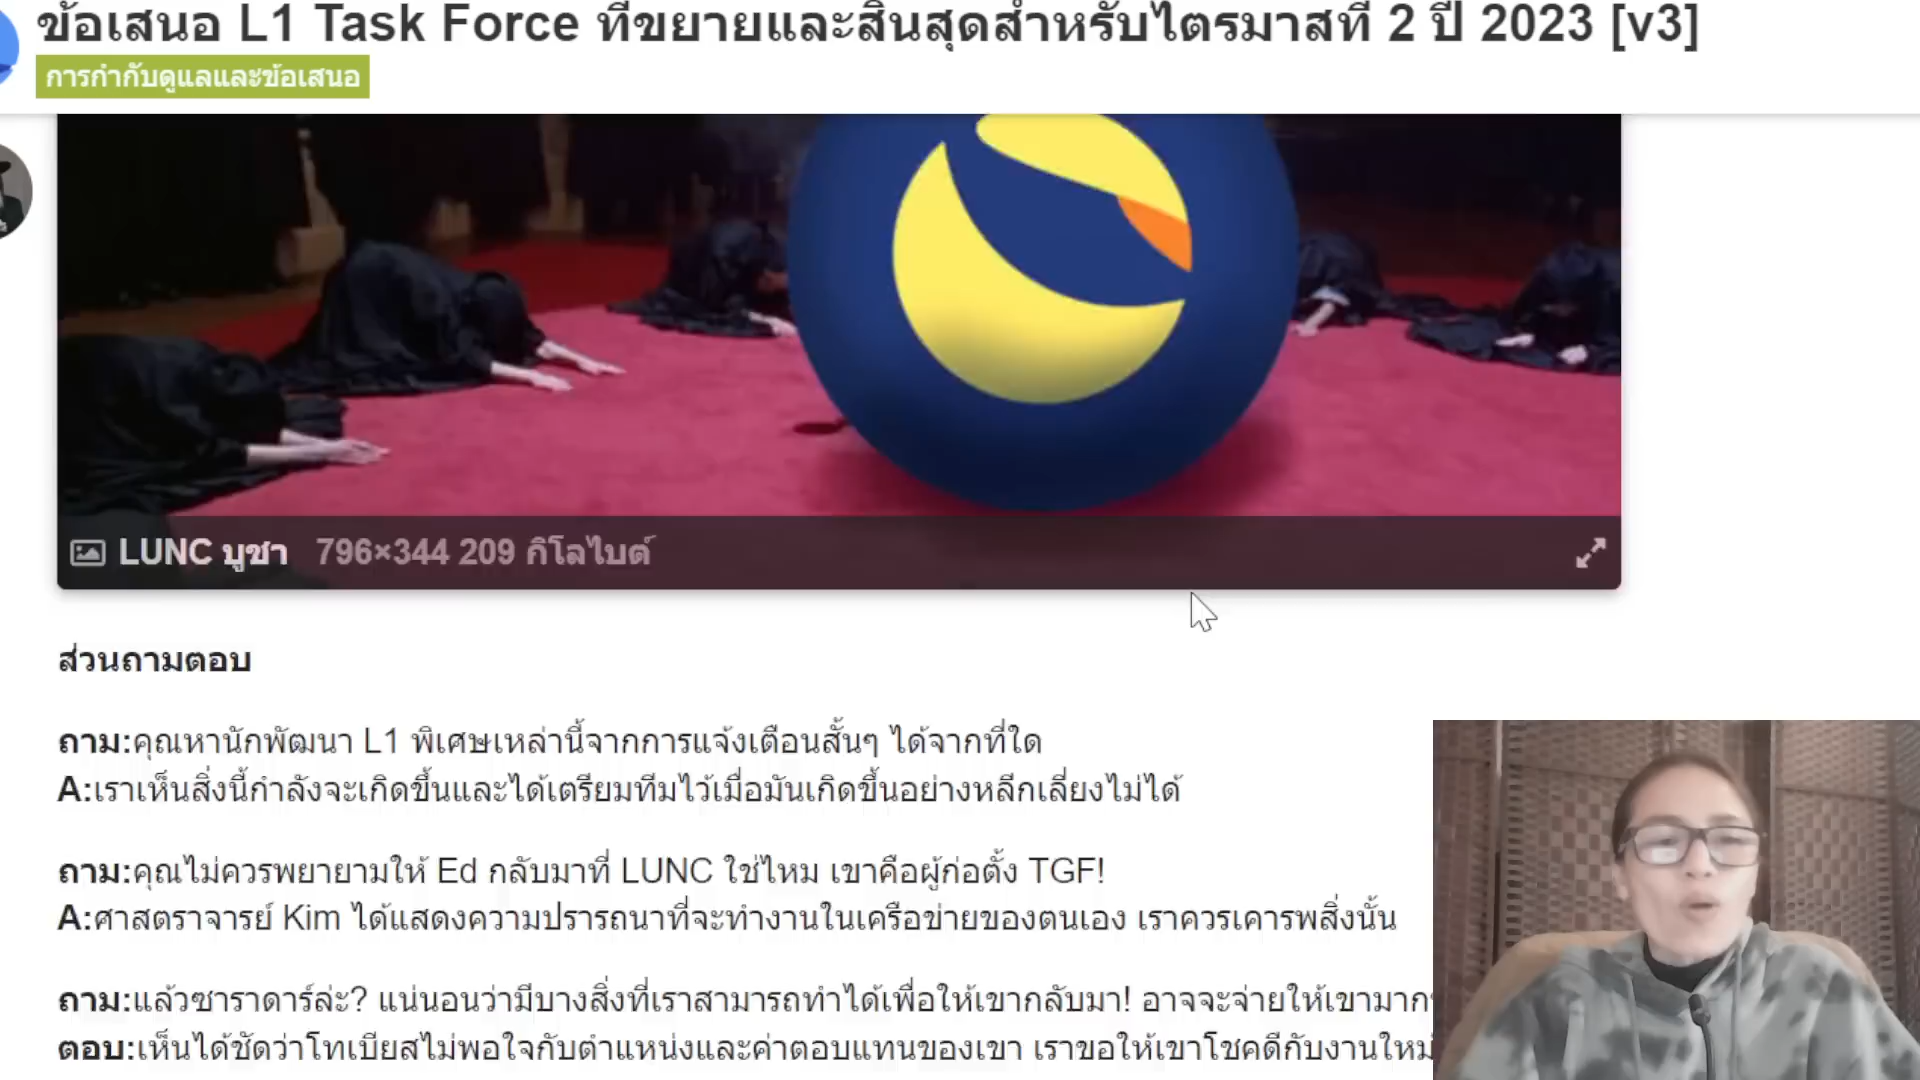 ข้อเสนอ L1 Task Force ที่ขยายและสิ้นสุดสำหรับไตรมาสที่ 2 ปี 2023 [v3]
การกำกับดูแลและข้อเสนอ
LUNC บูชา 796×344 209 กิโลไบต์
ส่วนถามตอบ
ถาม:คุณหานักพัฒนา L1 พิเศษเหล่านี้จากการแจ้งเตือนสั้นๆ ได้จากที่ใด
A:เราเห็นสิ่งนี้กำลังจะเกิดขึ้นและได้เตรียมทีมไว้เมื่อมันเกิดขึ้นอย่างหลีกเลี่ยงไม่ได้
ถาม:คุณไม่ควรพยายามให้ Ed กลับมาที่ LUNC ใช่ไหม เขาคือผู้ก่อตั้ง TGF!
A:ศาสตราจารย์ Kim ได้แสดงความปรารถนาที่จะทำงานในเครือข่ายของตนเอง เราควรเคารพสิ่งนั้น
ถาม:แล้วซาราดาร์ล่ะ? แน่นอนว่ามีบางสิ่งที่เราสามารถทำได้เพื่อให้เขากลับมา! อาจจะจ่ายให้เขามาก
ตอบ:เห็นได้ชัดว่าโทเบียสไม่พอใจกับตำแหน่งและค่าตอบแทนของเขา เราขอให้เขาโชคดีกับงานใหม่